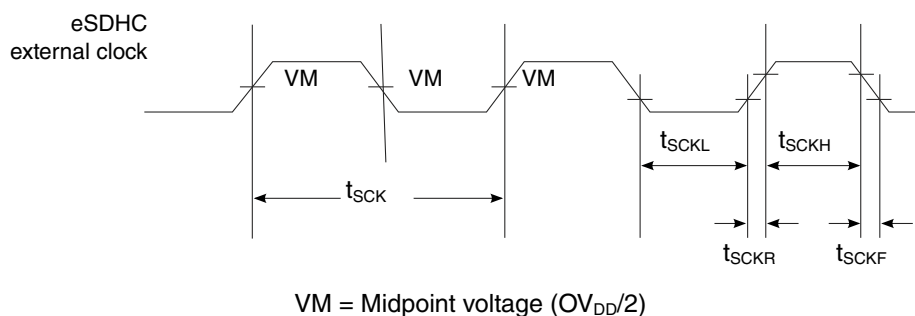 eSDHC
external clock
VM VM VM
tSCKL tSCKH
tSCK
tSCKR tSCKF
VM = Midpoint voltage (OVDD/2)